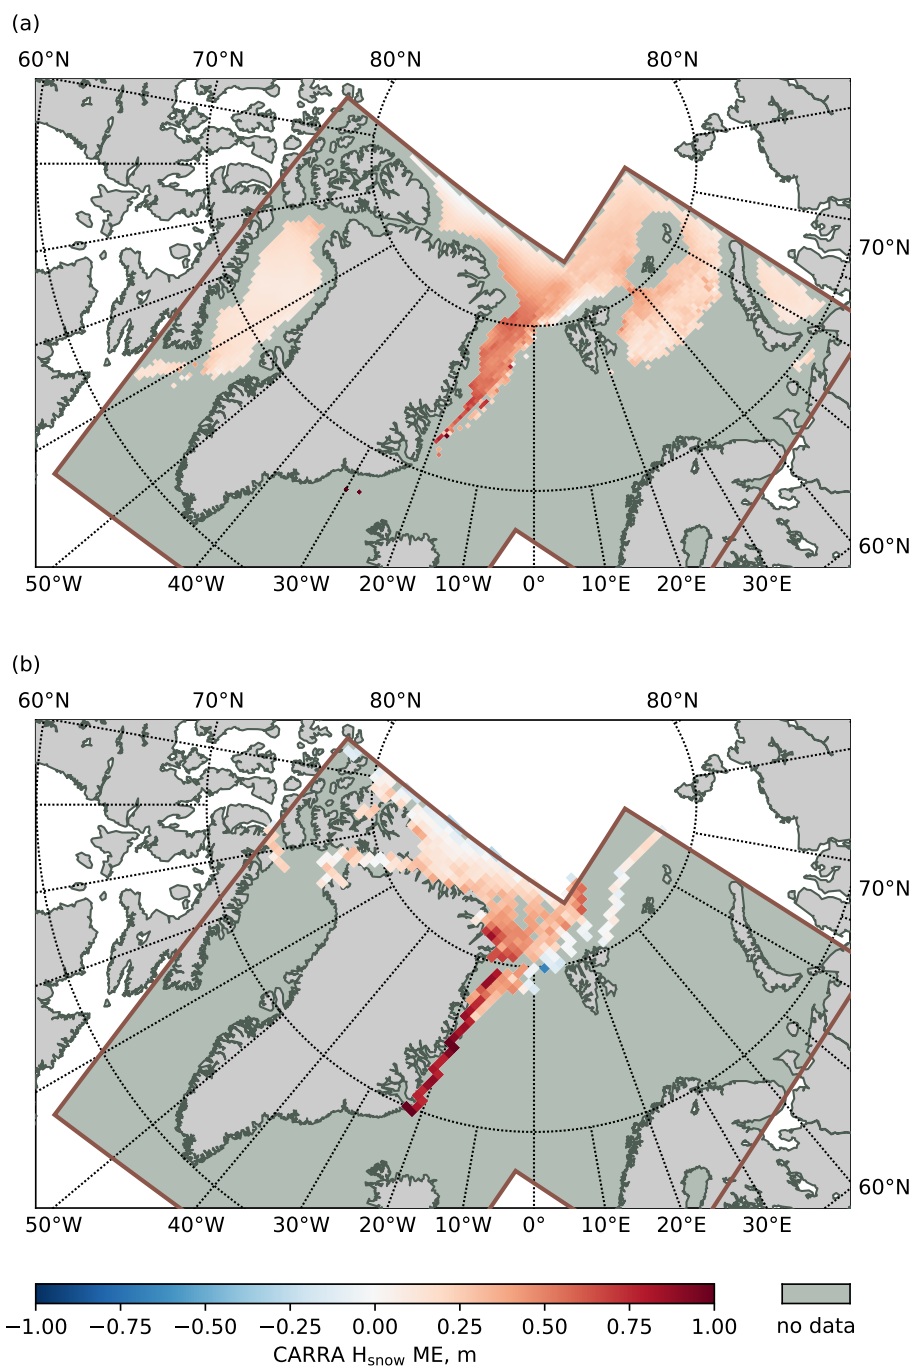 (a)
60°N 70°N 80°N 80°N
70°N
60°N
50°W 40°W 30°W 20°W 10°W 0° 10°E 20°E 30°E
(b)
60°N 70°N 80°N 80°N
70°N
60°N
50°W 40°W 30°W 20°W 10°W 0° 10°E 20°E 30°E
−1.00 −0.75 −0.50 −0.25 0.00 0.25 0.50 0.75 1.00 no data
CARRA Hsnow ME, m